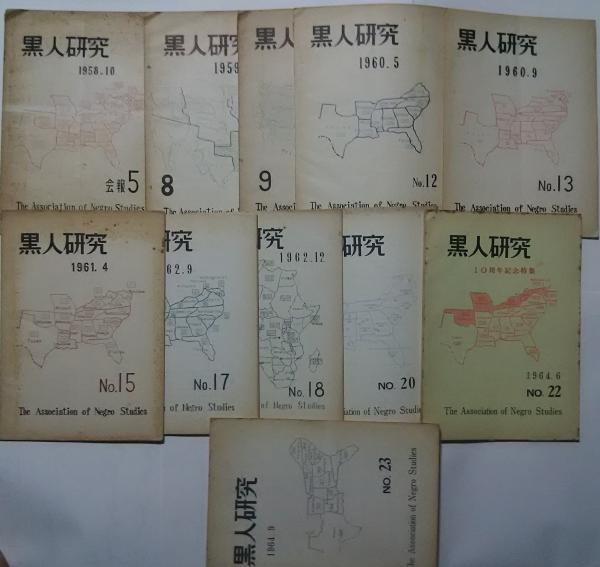 黒人研究
1958.10
会報5
The Association of Negro Studies
黒人研
1959
8
The Association of
黒人
9
The Associ
黒人研究
1960.5
No.12
The Association of Negro Studies
黒人研究
1960.9
No.13
The Association of Negro Studies
黒人研究
1961.4
No.15
The Association of Negro Studies
研究
62.9
No.17
of Negro Studies
研究
1962.12
No.18
of Negro Studies
研究
NO.20
of Negro Studies
黒人研究
10周年記念特集
1964.6
NO.22
The Association of Negro Studies
黒人研究
1964.9
NO.23
The Association of Negro Studies